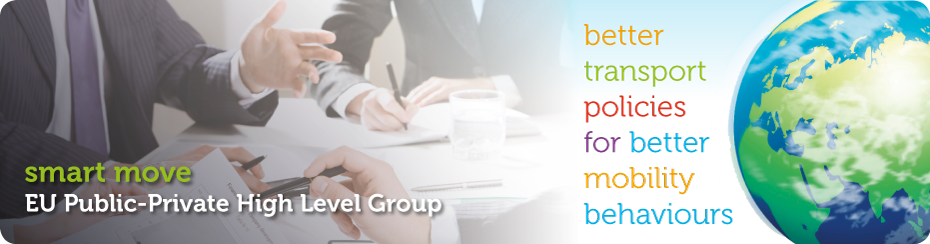 smart move
EU Public-Private High Level Group
better
transport
policies
for better
mobility
behaviours